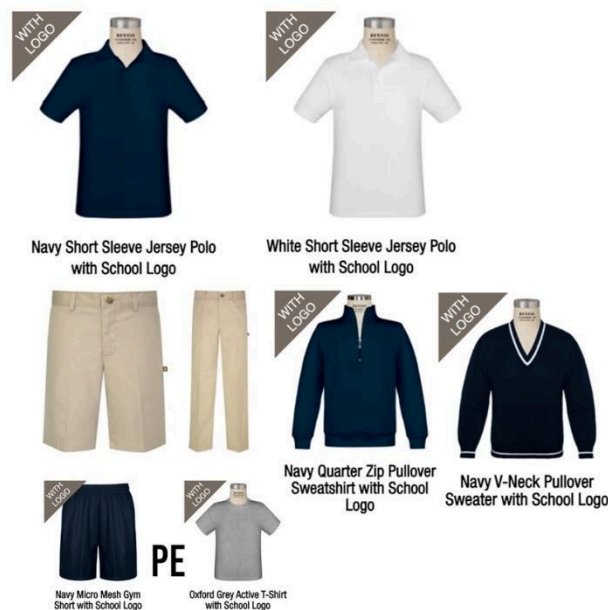 WITH
LOGO
WITH
LOGO
Navy Short Sleeve Jersey Polo
with School Logo
White Short Sleeve Jersey Polo
with School Logo
WITH
LOGO
WITH
LOGO
Navy Quarter Zip Pullover
Sweatshirt with School
Logo
Navy V-Neck Pullover
Sweater with School Logo
WITH
LOGO
PE
WITH
LOGO
Navy Micro Mesh Gym
Short with School Logo
Oxford Grey Active T-Shirt
with School Logo